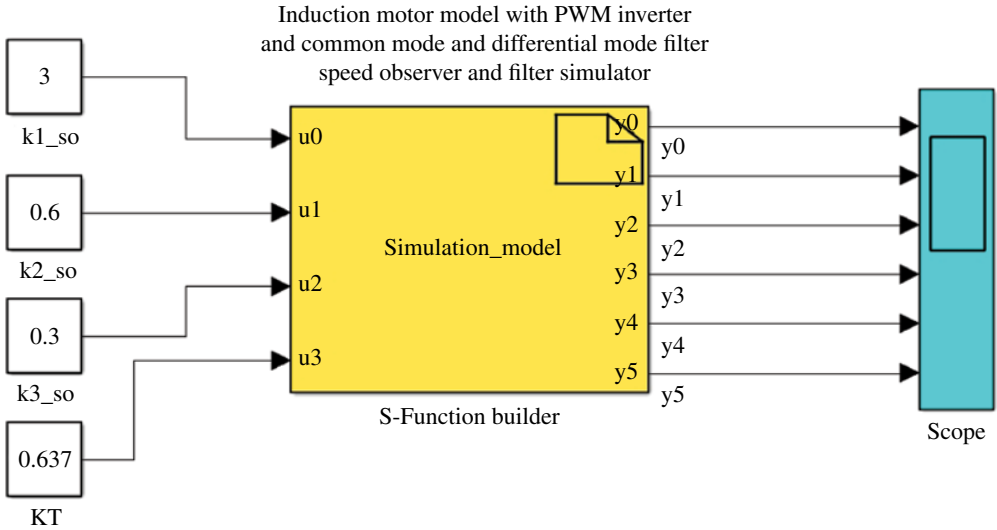 Induction motor model with PWM inverter
and common mode and differential mode filter
speed observer and filter simulator
3
k1_so
0.6
k2_so
0.3
k3_so
0.637
KT
u0
u1
u2
u3
Simulation_model
y0
y1
y2
y3
y4
y5
S-Function builder
y0
y1
y2
y3
y4
y5
Scope